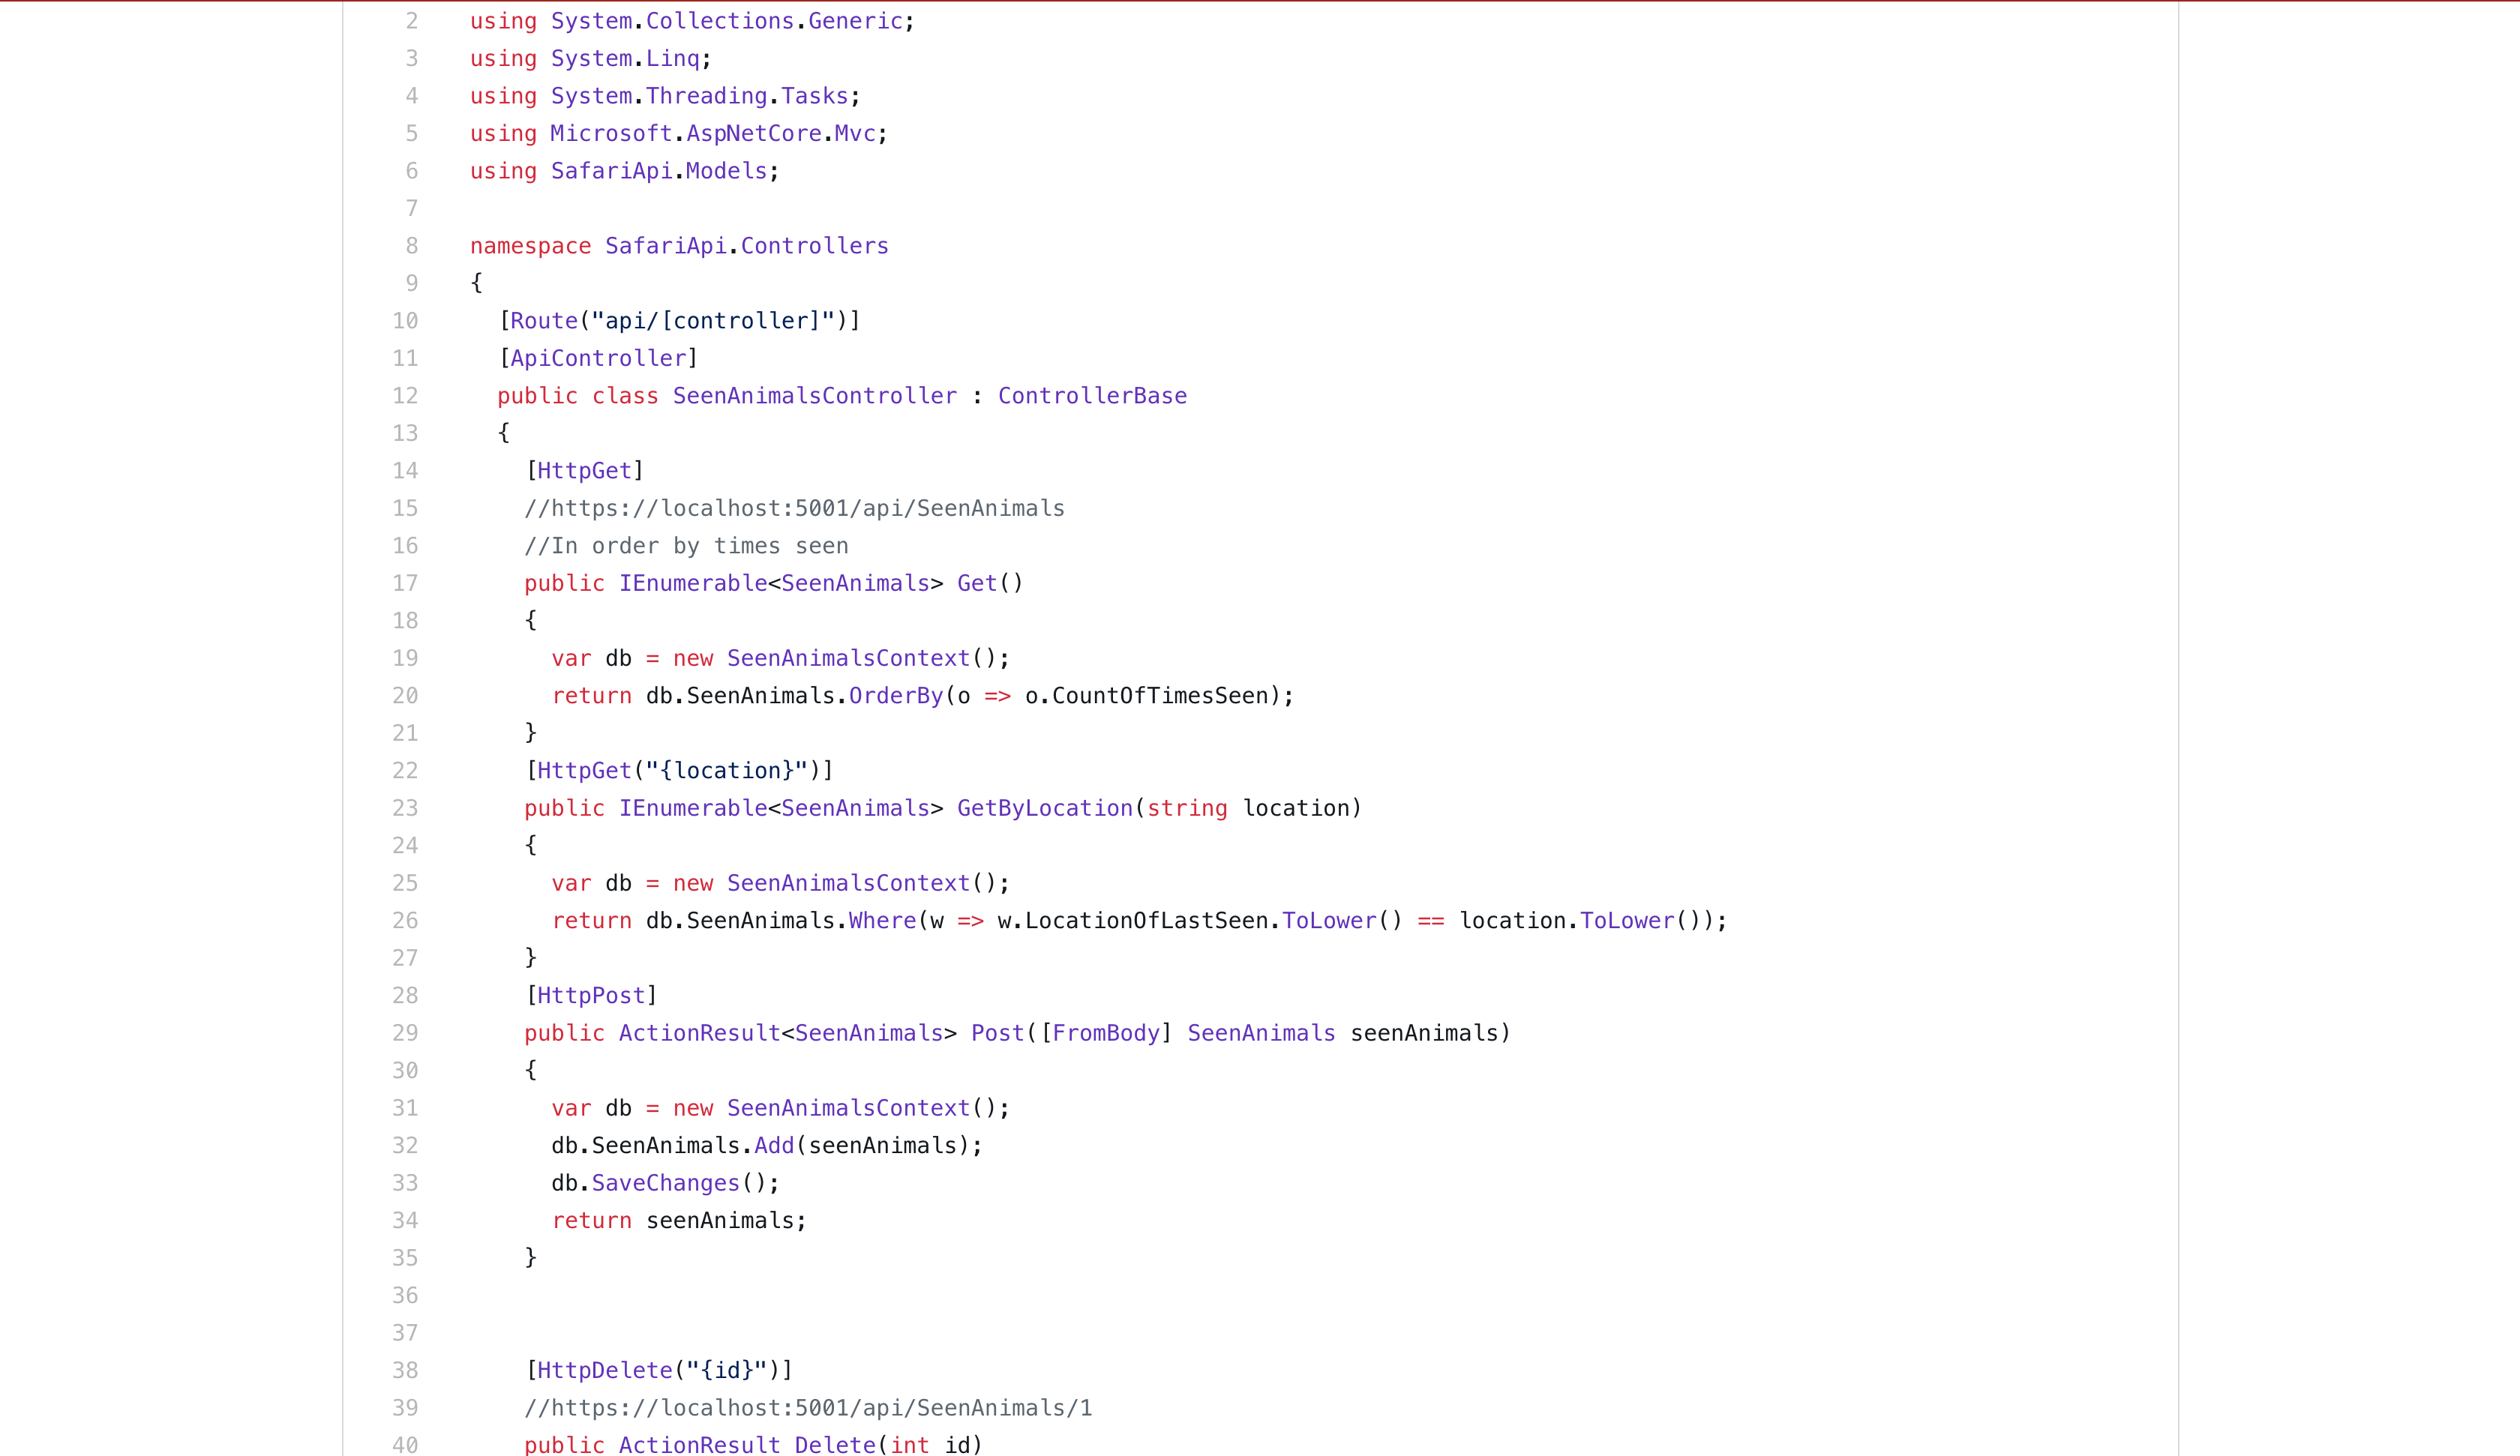 2 using System.Collections.Generic;
3 using System.Linq;
4 using System.Threading.Tasks;
5 using Microsoft.AspNetCore.Mvc;
6 using SafariApi.Models;
7
8 namespace SafariApi.Controllers
9 {
10 [Route("api/[controller]")]
11 [ApiController]
12 public class SeenAnimalsController : ControllerBase
13 {
14 [HttpGet]
15 //https://localhost:5001/api/SeenAnimals
16 //In order by times seen
17 public IEnumerable<SeenAnimals> Get()
18 {
19 var db = new SeenAnimalsContext();
20 return db.SeenAnimals.OrderBy(o => o.CountOfTimesSeen);
21 }
22 [HttpGet("{location}")]
23 public IEnumerable<SeenAnimals> GetByLocation(string location)
24 {
25 var db = new SeenAnimalsContext();
26 return db.SeenAnimals.Where(w => w.LocationOfLastSeen.ToLower() == location.ToLower());
27 }
28 [HttpPost]
29 public ActionResult<SeenAnimals> Post([FromBody] SeenAnimals seenAnimals)
30 {
31 var db = new SeenAnimalsContext();
32 db.SeenAnimals.Add(seenAnimals);
33 db.SaveChanges();
34 return seenAnimals;
35 }
36
37
38 [HttpDelete("{id}")]
39 //https://localhost:5001/api/SeenAnimals/1
40 public ActionResult Delete(int id)